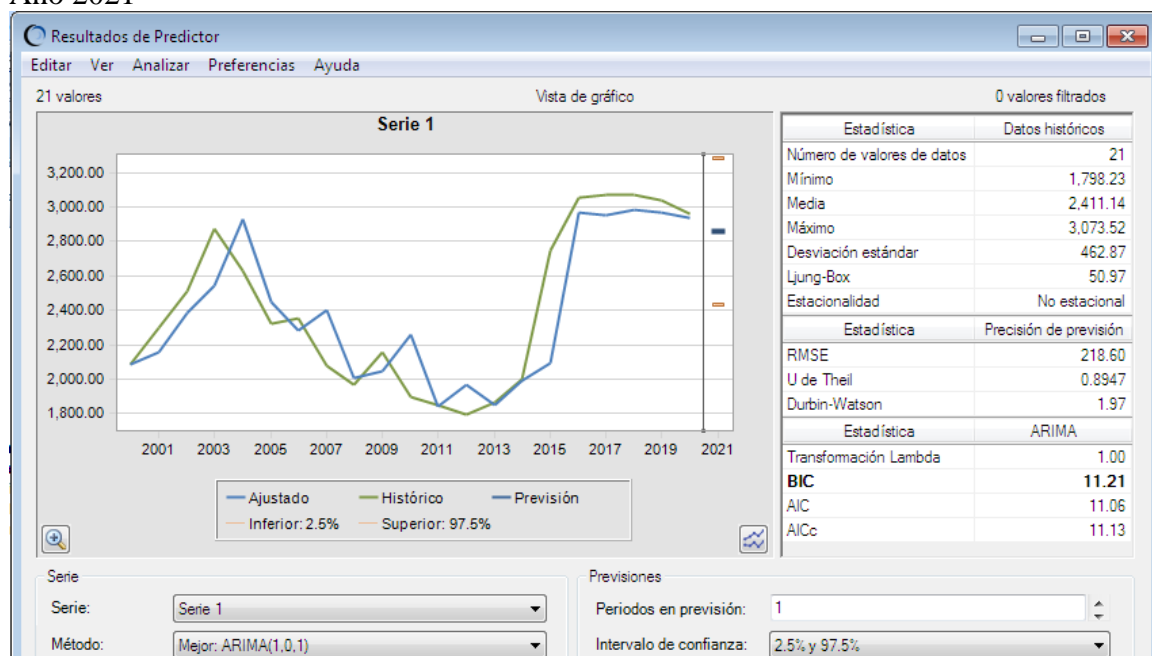 Año 2021
Resultados de Predictor
Editar Ver Analizar Preferencias Ayuda
21 valores Vista de gráfico 0 valores filtrados
Serie 1
3,200.00
3,000.00
2,800.00
2,600.00
2,400.00
2,200.00
2,000.00
1,800.00
2001 2003 2005 2007 2009 2011 2013 2015 2017 2019 2021
Ajustado Histórico Previsión
Inferior: 2.5% Superior: 97.5%
Estadística Datos históricos
Número de valores de datos 21
Mínimo 1,798.23
Media 2,411.14
Máximo 3,073.52
Desviación estándar 462.87
Ljung-Box 50.97
Estacionalidad No estacional
Estadística Precisión de previsión
RMSE 218.60
U de Theil 0.8947
Durbin-Watson 1.97
Estadística ARIMA
Transformación Lambda 1.00
BIC 11.21
AIC 11.06
AICc 11.13
Serie
Serie: Serie 1
Método: Mejor: ARIMA(1,0,1)
Previsiones
Periodos en previsión: 1
Intervalo de confianza: 2.5% y 97.5%